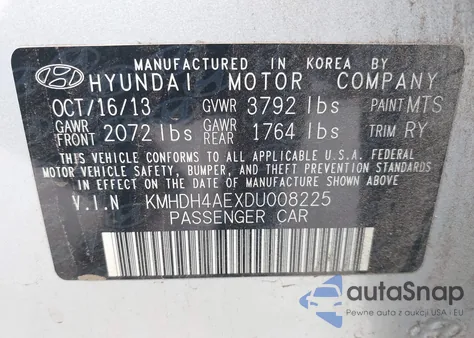 MANUFACTURED IN KOREA BY
HYUNDAI MOTOR COMPANY
OCT/16/13 GVWR 3792 lbs PAINT MTS
GAWR FRONT 2072 lbs GAWR REAR 1764 lbs TRIM RY
THIS VEHICLE CONFORMS TO ALL APPLICABLE U.S.A. FEDERAL
MOTOR VEHICLE SAFETY, BUMPER, AND THEFT PREVENTION STANDARDS
IN EFFECT ON THE DATE OF MANUFACTURE SHOWN ABOVE.
V.I.N KMHDH4AEXDU008225
PASSENGER CAR
autoSnap
Pewne auta z aukcji USA i EU